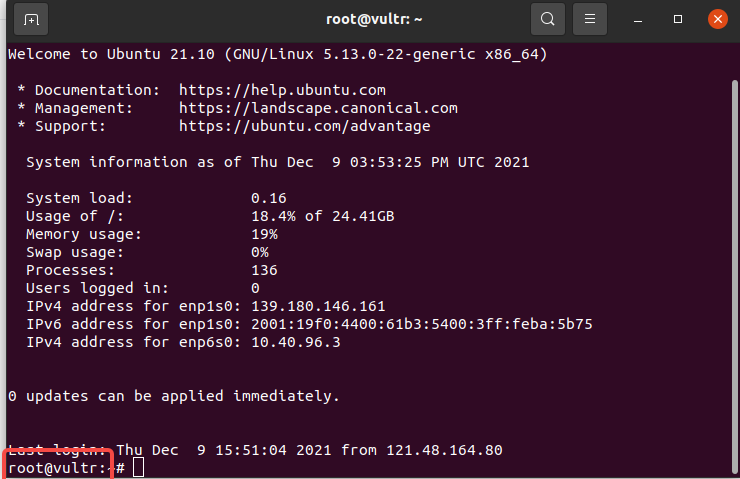 root@vultr: ~
Welcome to Ubuntu 21.10 (GNU/Linux 5.13.0-22-generic x86_64)
* Documentation:  https://help.ubuntu.com
* Management:     https://landscape.canonical.com
* Support:        https://ubuntu.com/advantage
System information as of Thu Dec  9 03:53:25 PM UTC 2021
System load:             0.16
Usage of /:              18.4% of 24.41GB
Memory usage:            19%
Swap usage:              0%
Processes:               136
Users logged in:         0
IPv4 address for enp1s0: 139.180.146.161
IPv6 address for enp1s0: 2001:19f0:4400:61b3:5400:3ff:feba:5b75
IPv4 address for enp6s0: 10.40.96.3
0 updates can be applied immediately.
Last login: Thu Dec  9 15:51:04 2021 from 121.48.164.80
root@vultr:~#